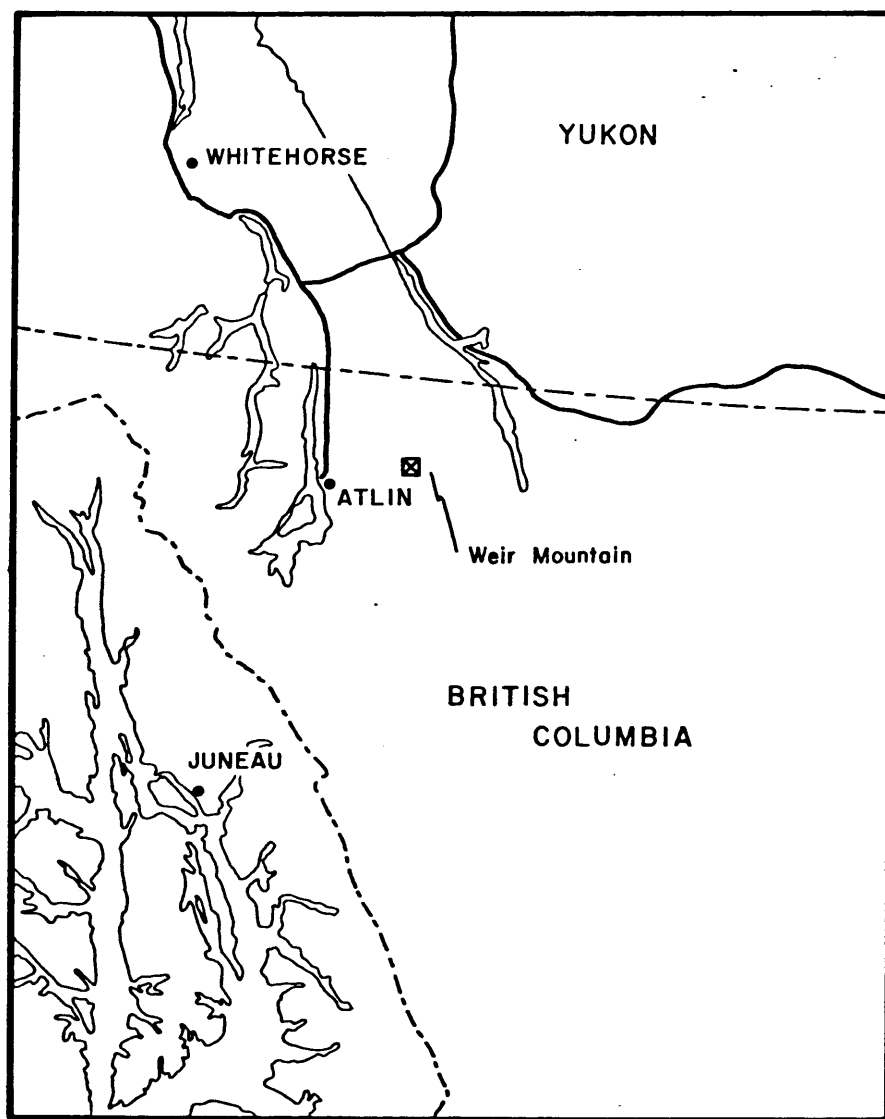 YUKON
WHITEHORSE
ATLIN
Weir Mountain
BRITISH
COLUMBIA
JUNEAU